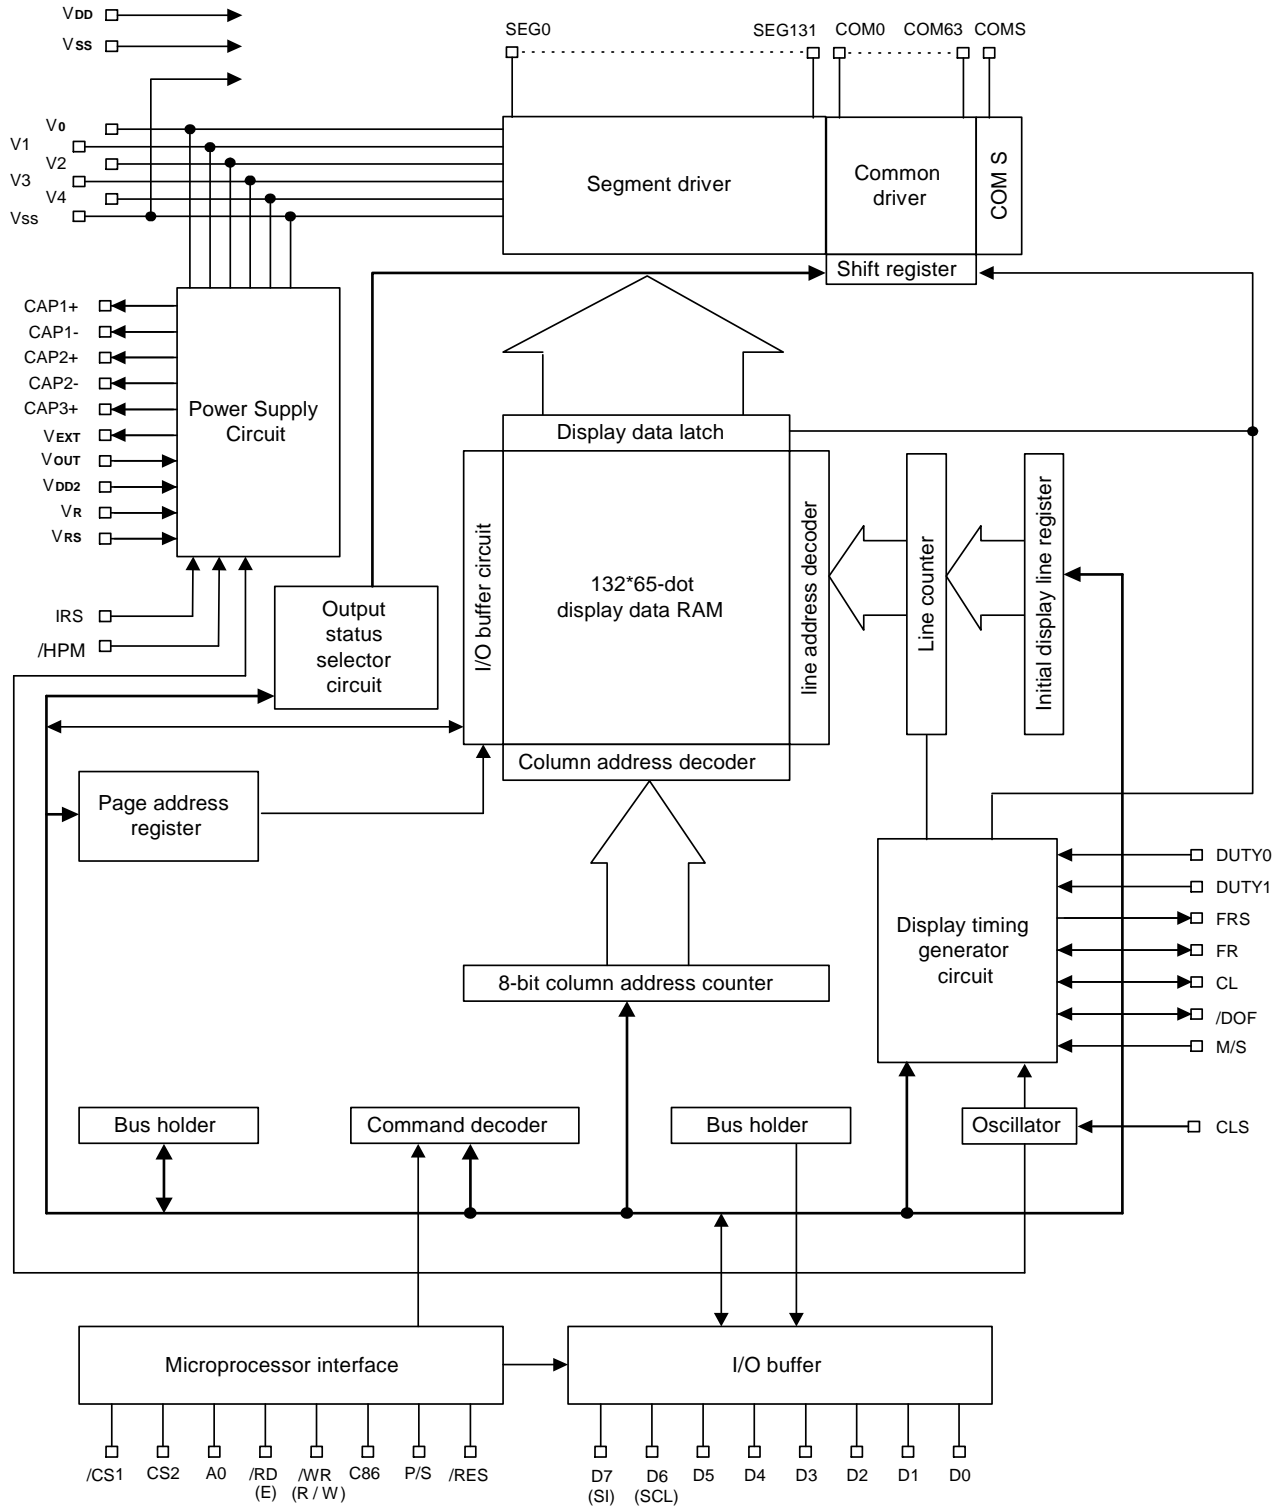 VDD
VSS
SEG0
SEG131
COM0
COM63
COMS
V0
V1
V2
V3
V4
Vss
Segment driver
Common
driver
COM S
Shift register
CAP1+
CAP1-
CAP2+
CAP2-
CAP3+
VEXT
VOUT
VDD2
VR
VRS
Power Supply
Circuit
IRS
/HPM
Output
status
selector
circuit
Display data latch
I/O buffer circuit
132*65-dot
display data RAM
line address decoder
Line counter
Initial display line register
Column address decoder
Page address
register
8-bit column address counter
Display timing
generator
circuit
DUTY0
DUTY1
FRS
FR
CL
/DOF
M/S
Bus holder
Command decoder
Bus holder
Oscillator
CLS
Microprocessor interface
I/O buffer
/CS1
CS2
A0
/RD
(E)
/WR
(R / W)
C86
P/S
/RES
D7
(SI)
D6
(SCL)
D5
D4
D3
D2
D1
D0